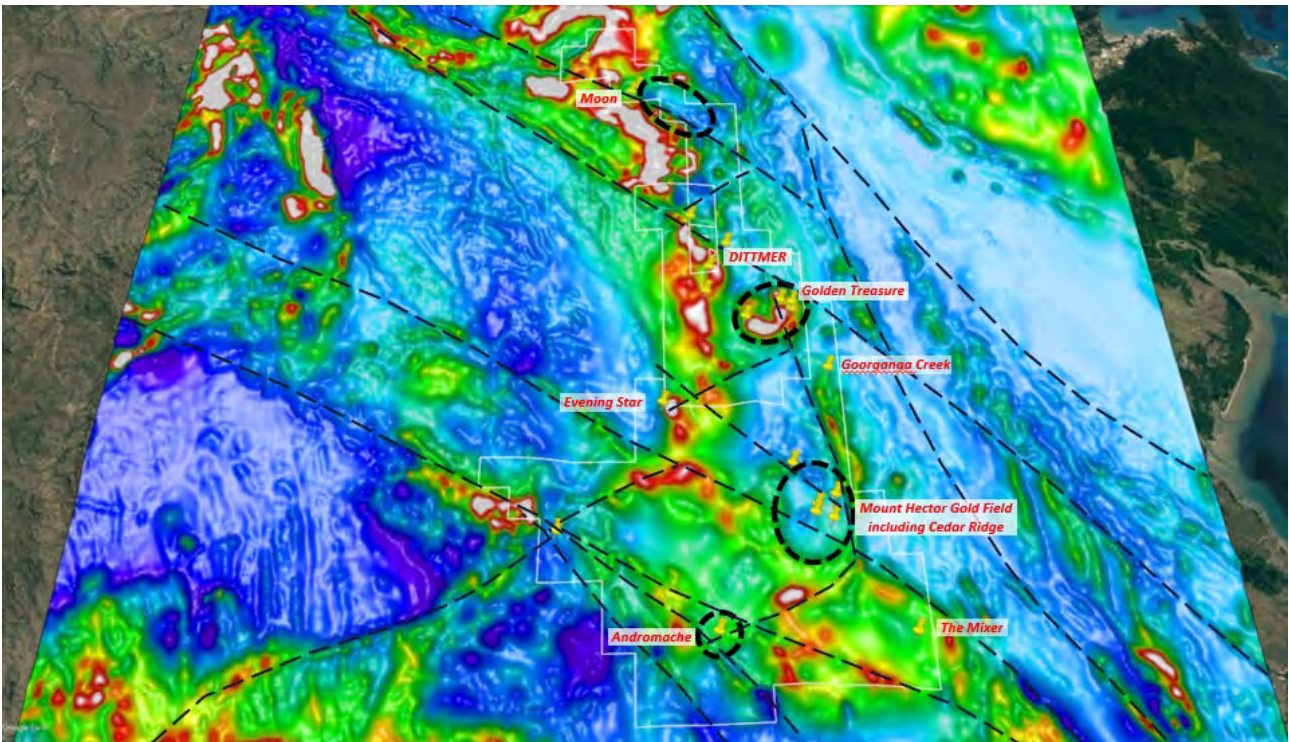 Moon
DITTMER
Golden Treasure
Goorganga Creek
Evening Star
Mount Hector Gold Field
including Cedar Ridge
Andromache
The Mixer